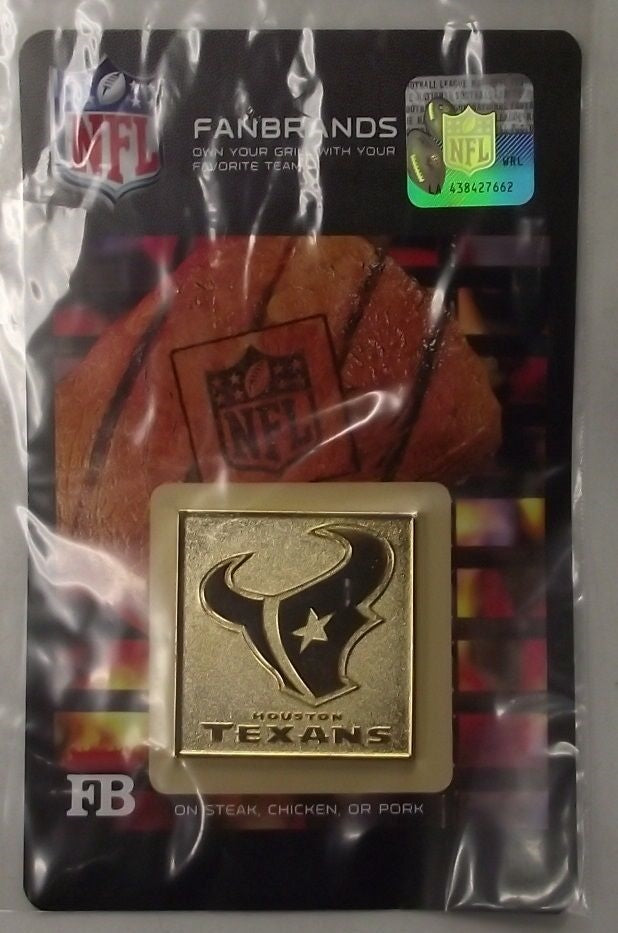 NFL
FANBRANDS
OWN YOUR GRILL WITH YOUR
FAVORITE TEAM
NFL
WRL
LA 438427662
NFL
HOUSTON
TEXANS
FB
ON STEAK, CHICKEN, OR PORK